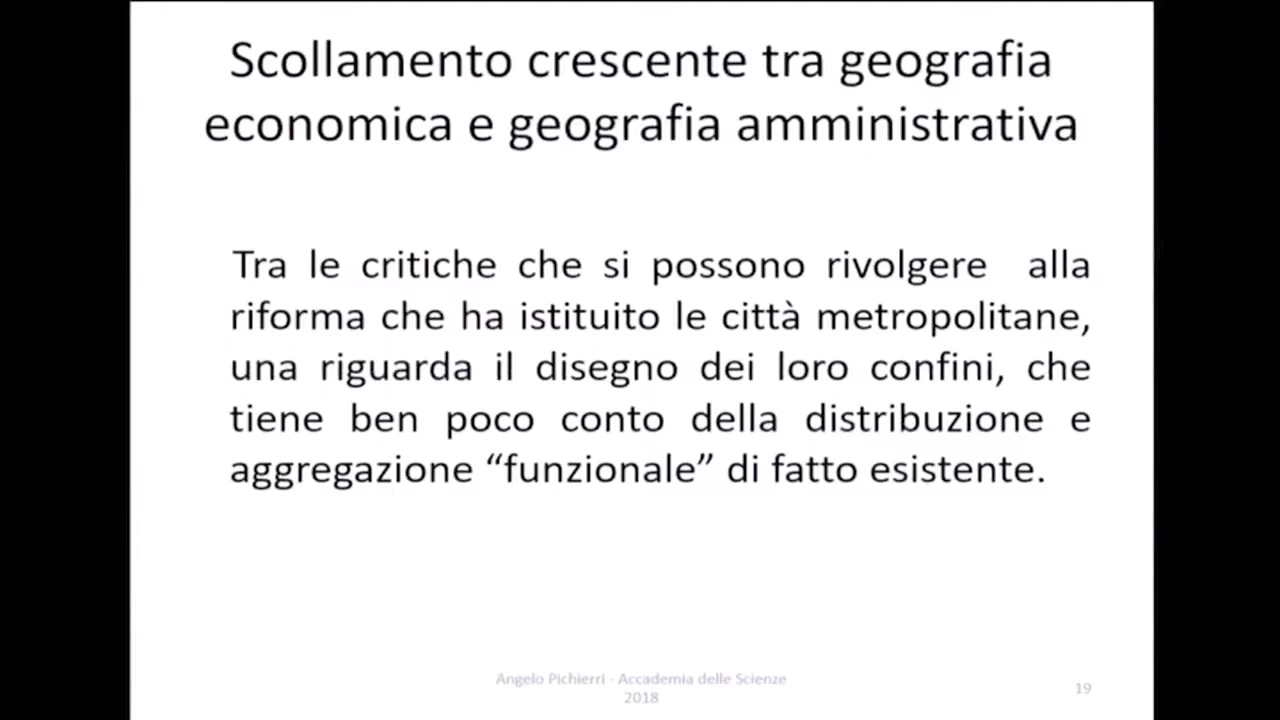 Scollamento crescente tra geografia
economica e geografia amministrativa
Tra le critiche che si possono rivolgere alla
riforma che ha istituito le città metropolitane,
una riguarda il disegno dei loro confini, che
tiene ben poco conto della distribuzione e
aggregazione “funzionale” di fatto esistente.
Angelo Pichierri - Accademia delle Scienze
2018
19